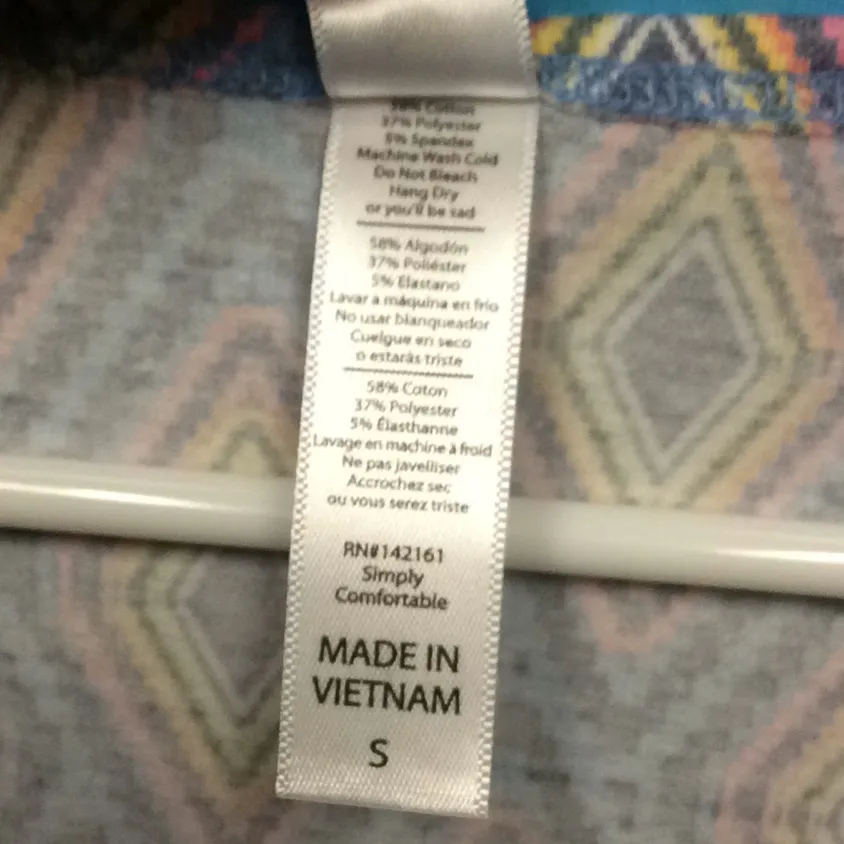 58% Cotton
37% Polyester
5% Spandex
Machine Wash Cold
Do Not Bleach
Hang Dry
or you'll be sad
58% Algodón
37% Poliéster
5% Elastano
Lavar a máquina en frio
No usar blanqueador
Cuelgue en seco
o estarás triste
58% Coton
37% Polyester
5% Élasthanne
Lavage en machine à froid
Ne pas javelliser
Accrochez sec
ou vous serez triste
RN#142161
Simply
Comfortable
MADE IN
VIETNAM
S